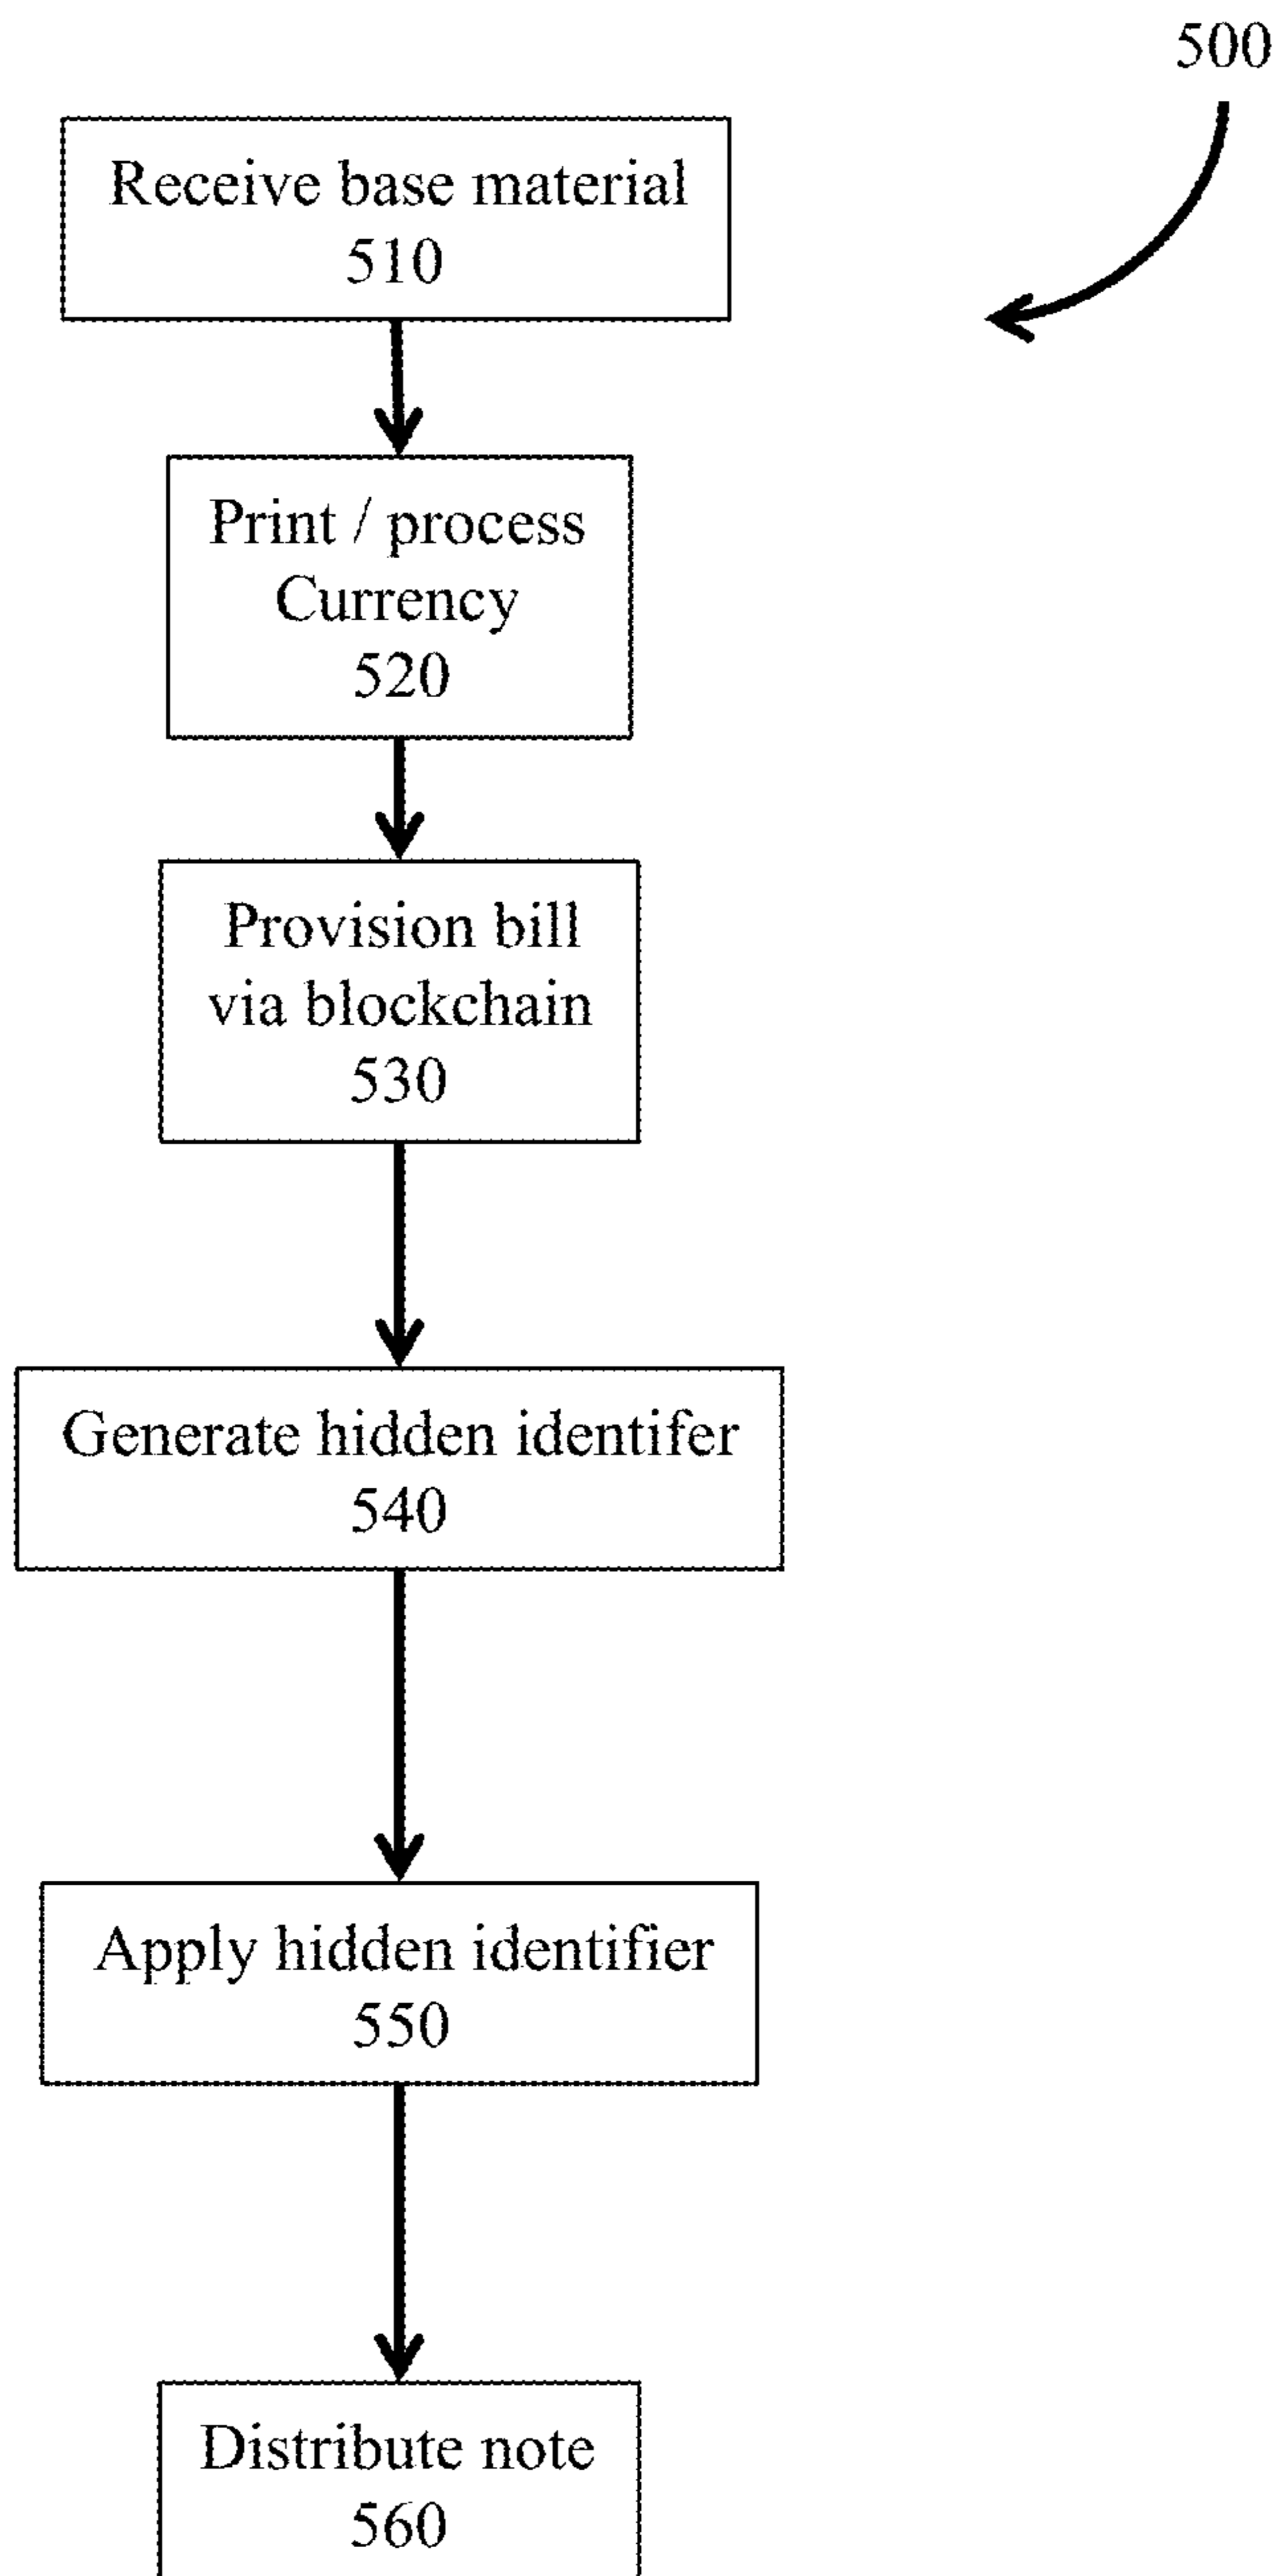 500
Receive base material
510
Print / process
Currency
520
Provision bill
via blockchain
530
Generate hidden identifer
540
Apply hidden identifier
550
Distribute note
560